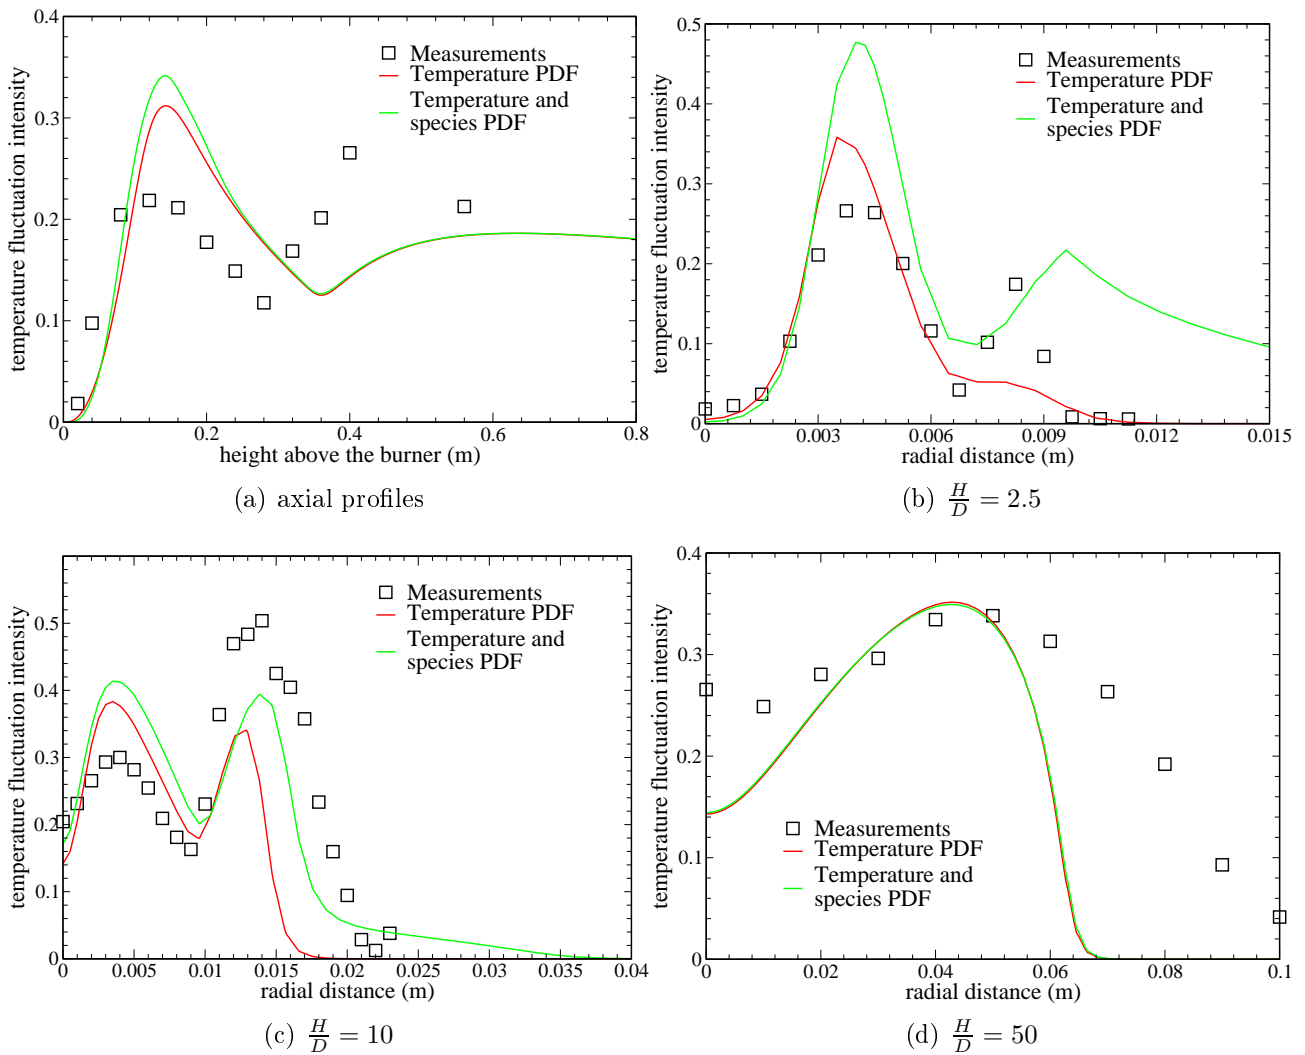 0.4
0.3
0.2
0.1
0
temperature fluctuation intensity
Measurements
Temperature PDF
Temperature and
species PDF
0 0.2 0.4 0.6 0.8
height above the burner (m)
(a) axial profiles
0.5
0.4
0.3
0.2
0.1
0
temperature fluctuation intensity
Measurements
Temperature PDF
Temperature and
species PDF
0 0.003 0.006 0.009 0.012 0.015
radial distance (m)
(b) H/D = 2.5
0.5
0.4
0.3
0.2
0.1
0
temperature fluctuation intensity
Measurements
Temperature PDF
Temperature and
species PDF
0 0.005 0.01 0.015 0.02 0.025 0.03 0.035 0.04
radial distance (m)
(c) H/D = 10
0.4
0.3
0.2
0.1
0
temperature fluctuation intensity
Measurements
Temperature PDF
Temperature and
species PDF
0 0.02 0.04 0.06 0.08 0.1
radial distance (m)
(d) H/D = 50